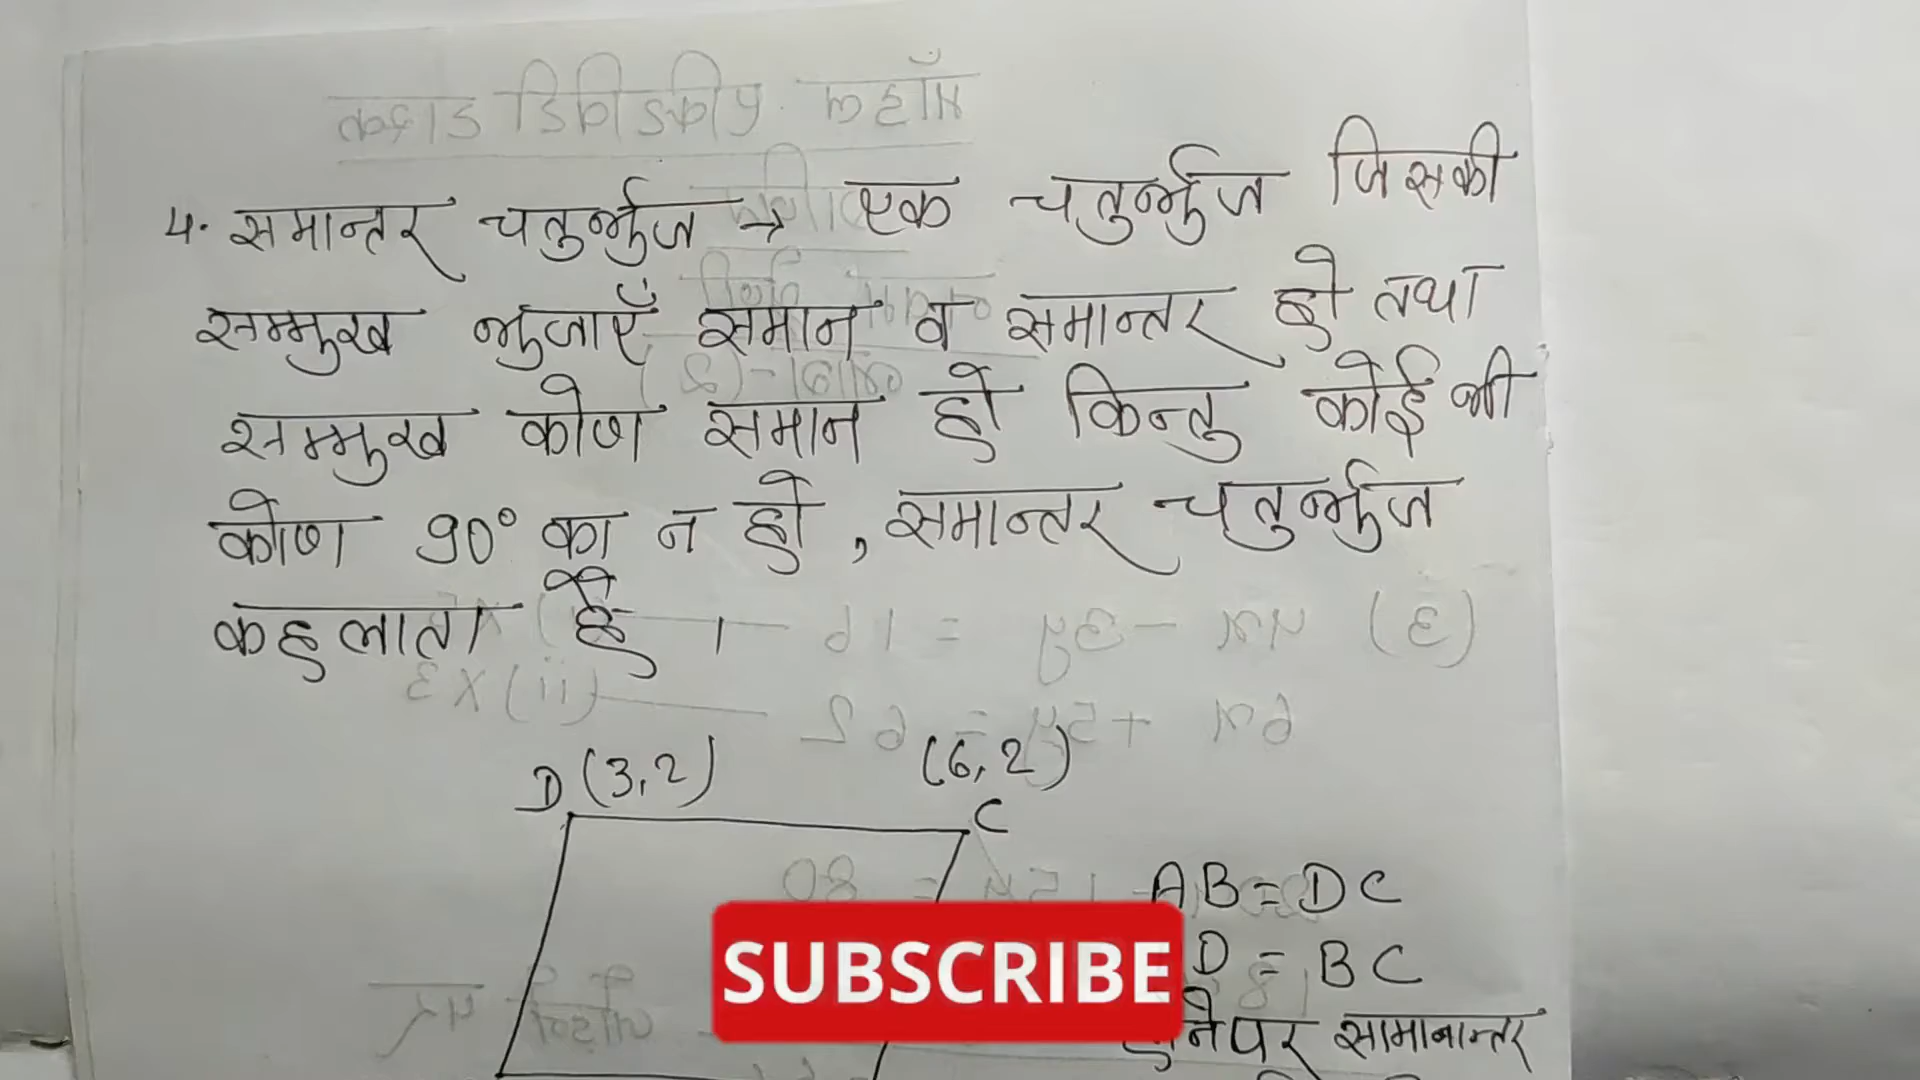 4. समान्तर चतुर्भुज → एक चतुर्भुज जिसकी
सम्मुख भुजाएँ समान व समान्तर हो तथा
सम्मुख कोण समान हो किन्तु कोई भी
कोण 90° का न हो , समान्तर चतुर्भुज
कहलाता है ।
D (3,2) (6,2)
C
AB = DC
D = BC
SUBSCRIBE
नेपर सामानान्तर